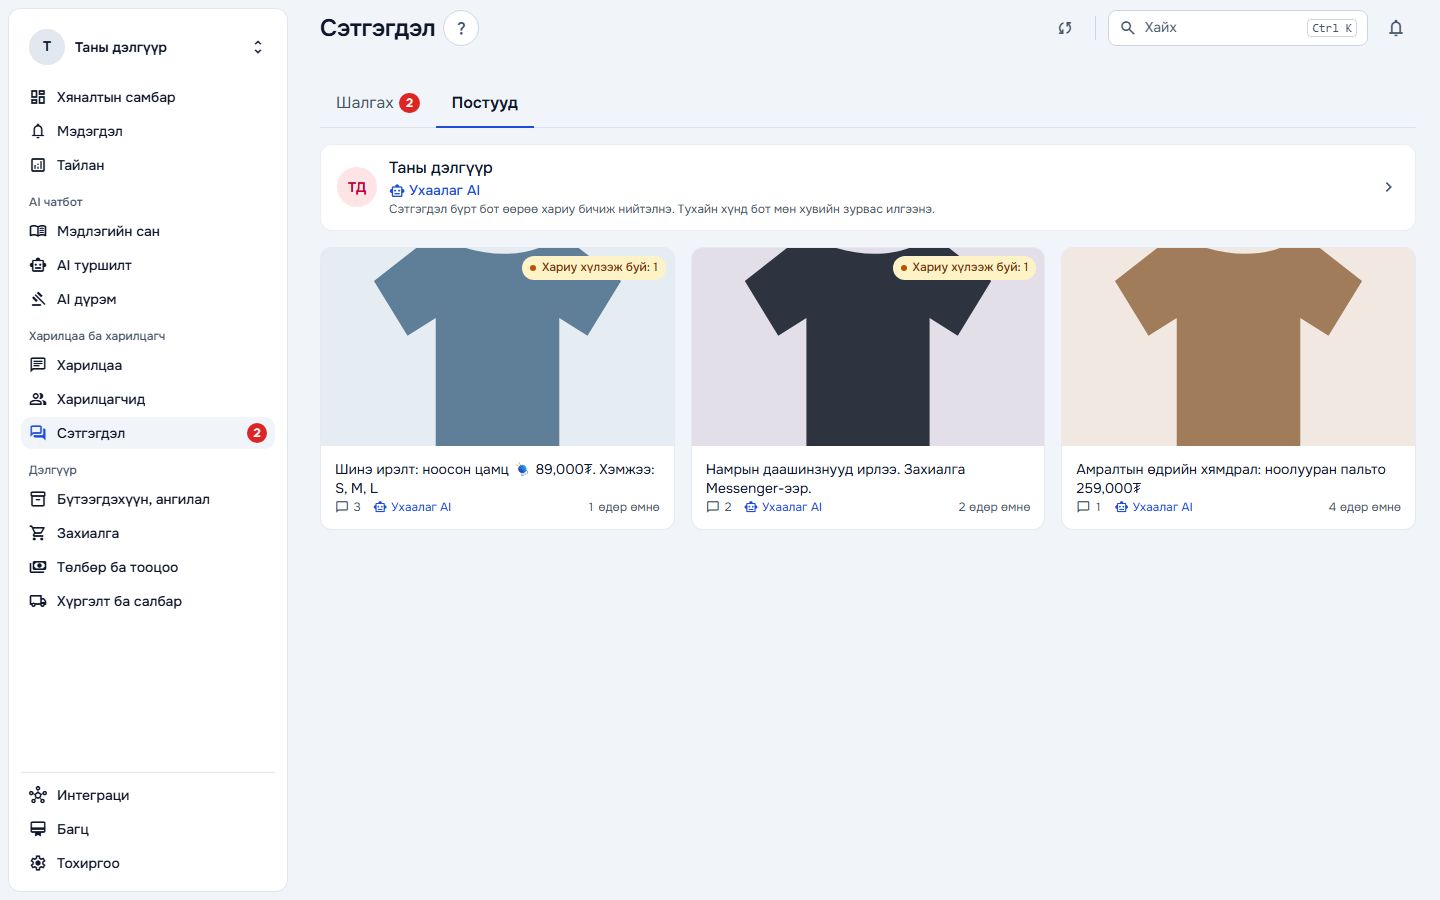 Т Таны дэлгүүр
Хяналтын самбар
Мэдэгдэл
Тайлан
AI чатбот
Мэдлэгийн сан
AI туршилт
AI дүрэм
Харилцаа ба харилцагч
Харилцаа
Харилцагчид
Сэтгэгдэл 2
Дэлгүүр
Бүтээгдэхүүн, ангилал
Захиалга
Төлбөр ба тооцоо
Хүргэлт ба салбар
Интеграци
Багц
Тохиргоо
Сэтгэгдэл ?
Хайх Ctrl K
Шалгах 2 Постууд
ТД
Таны дэлгүүр
Ухаалаг AI
Сэтгэгдэл бүрт бот өөрөө хариу бичиж нийтэлнэ. Тухайн хүнд бот мөн хувийн зурвас илгээнэ.
Хариу хүлээж буй: 1
Шинэ ирэлт: ноосон цамц 🧶 89,000₮. Хэмжээ:
S, M, L
3 Ухаалаг AI 1 өдөр өмнө
Хариу хүлээж буй: 1
Намрын даашинзнууд ирлээ. Захиалга
Messenger-ээр.
2 Ухаалаг AI 2 өдөр өмнө
Амралтын өдрийн хямдрал: ноолууран пальто
259,000₮
1 Ухаалаг AI 4 өдөр өмнө